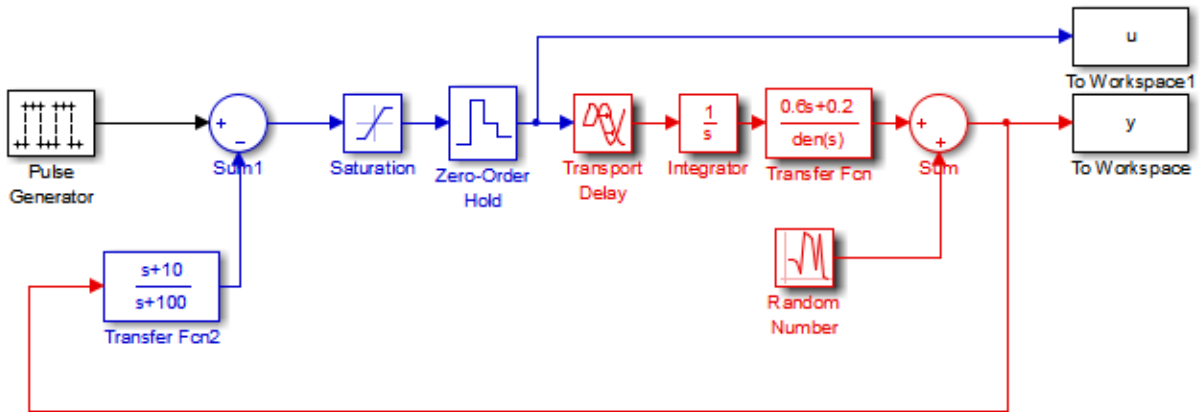 u
To Workspace1
Pulse
Generator
+
−
Sum1
Saturation
Zero-Order
Hold
Transport
Delay
1
s
Integrator
0.6s+0.2
den(s)
Transfer Fcn
+
+
Sum
y
To Workspace
s+10
s+100
Transfer Fcn2
Random
Number